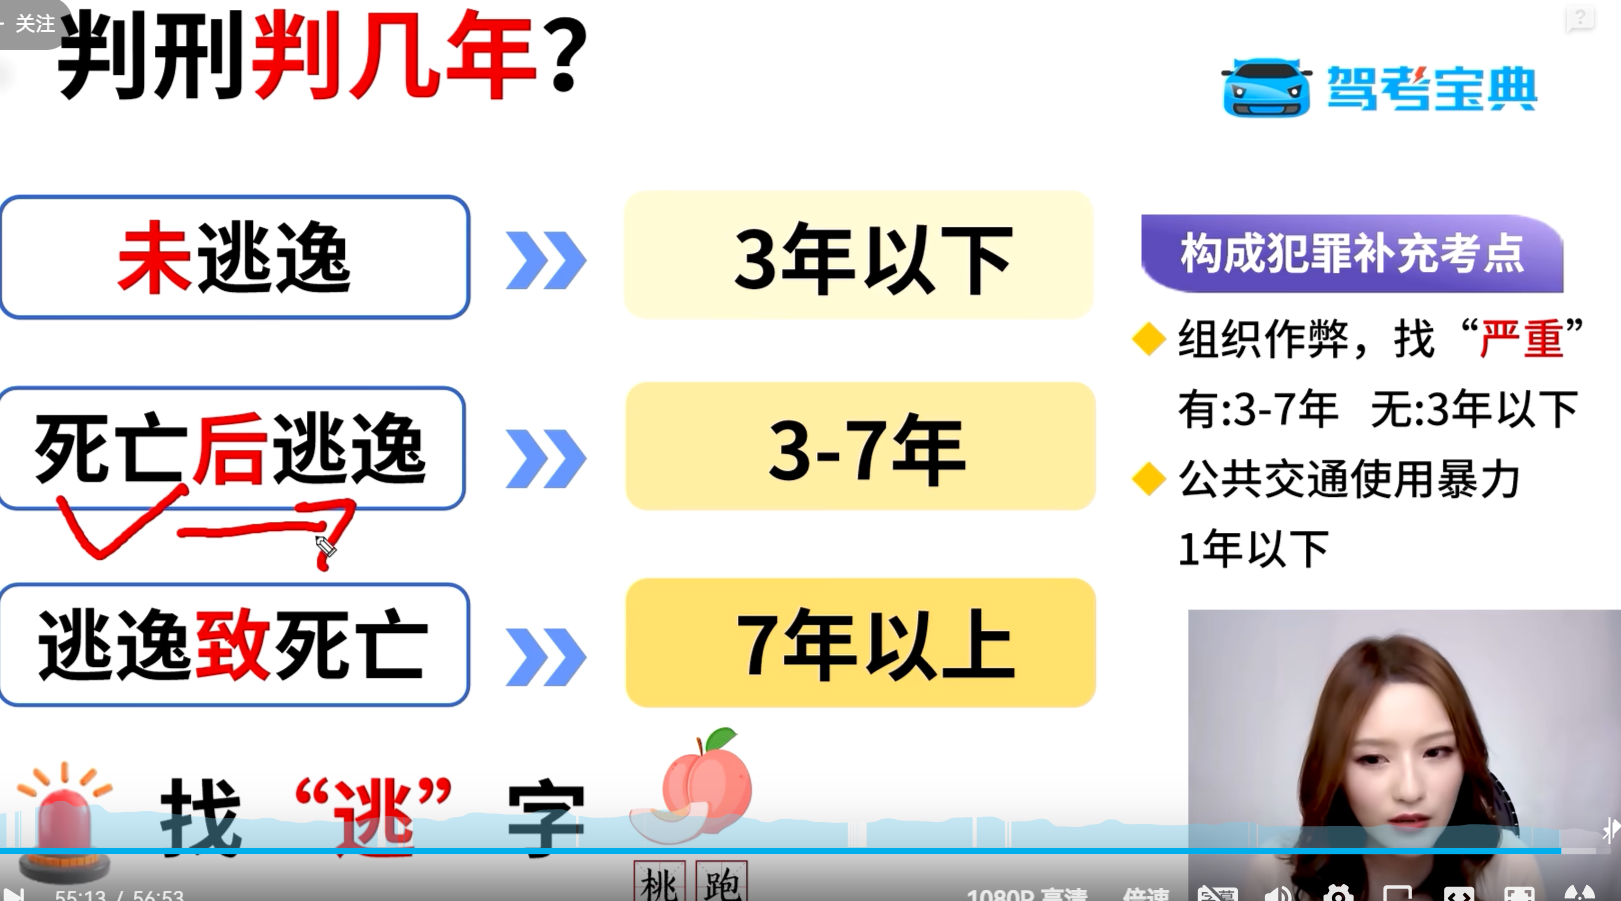 关注
判刑判几年？
驾考宝典
未逃逸
3年以下
死亡后逃逸
3-7年
逃逸致死亡
7年以上
构成犯罪补充考点
组织作弊，找“严重”
有:3-7年 无:3年以下
公共交通使用暴力
1年以下
找“逃”字
桃 跑
55:13 / 56:53
1080P 高清 倍速